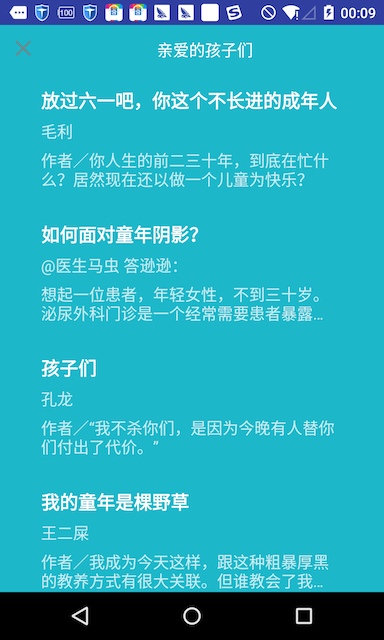 100
00:09
亲爱的孩子们
放过六一吧，你这个不长进的成年人
毛利
作者／你人生的前二三十年，到底在忙什
么？居然现在还以做一个儿童为快乐？
如何面对童年阴影？
@医生马虫 答逊逊：
想起一位患者，年轻女性，不到三十岁。
泌尿外科门诊是一个经常需要患者暴露…
孩子们
孔龙
作者／“我不杀你们，是因为今晚有人替你
们付出了代价。”
我的童年是棵野草
王二屎
作者／我成为今天这样，跟这种粗暴厚黑
的教养方式有很大关联。但谁教会了我…